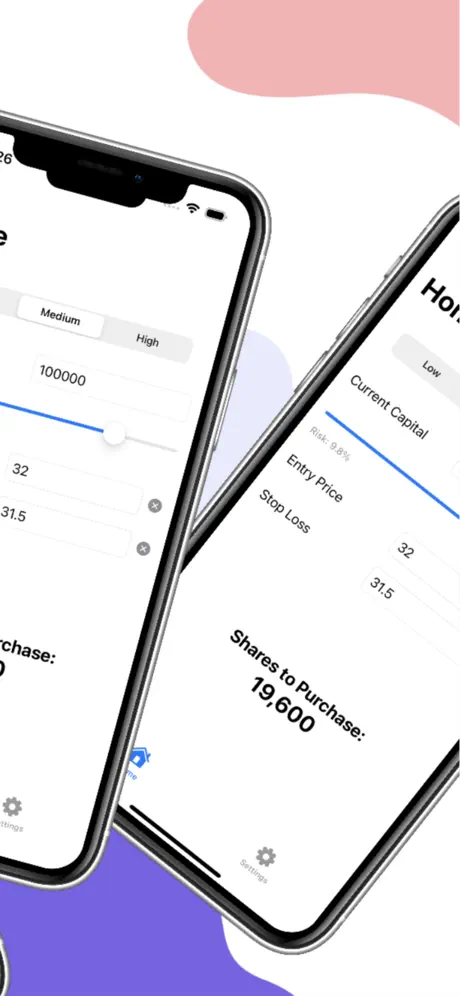 26
e
Medium
High
100000
32
31.5
rchase:
0
ttings
Hon
Low
Current Capital
Risk: 9.8%
Entry Price
Stop Loss
32
31.5
Shares to Purchase:
19,600
me
Settings